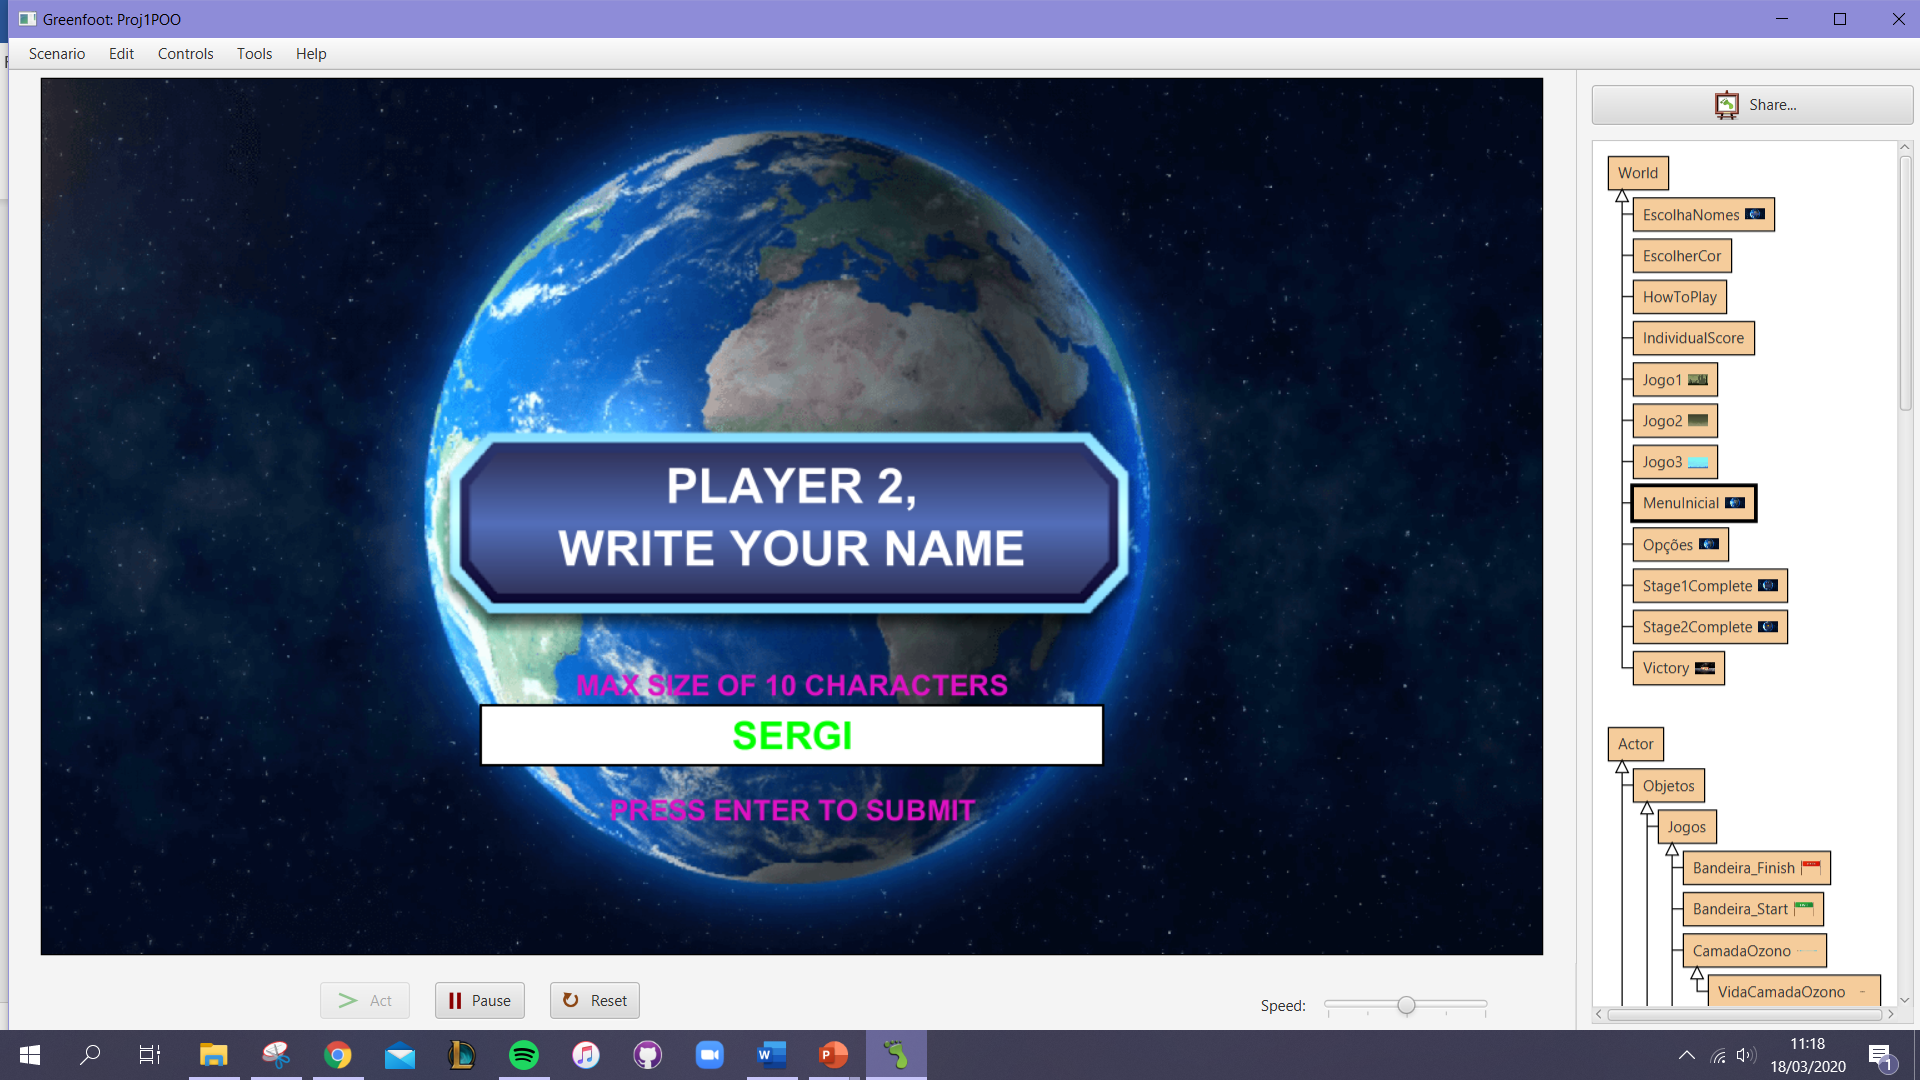 Greenfoot: Proj1POO
Scenario Edit Controls Tools Help
PLAYER 2,
WRITE YOUR NAME
MAX SIZE OF 10 CHARACTERS
SERGI
PRESS ENTER TO SUBMIT
Act
Pause
Reset
Speed:
Share...
World
EscolhaNomes
EscolherCor
HowToPlay
IndividualScore
Jogo1
Jogo2
Jogo3
MenuInicial
Opções
Stage1Complete
Stage2Complete
Victory
Actor
Objetos
Jogos
Bandeira_Finish
Bandeira_Start
CamadaOzono
VidaCamadaOzono
11:18
18/03/2020
1